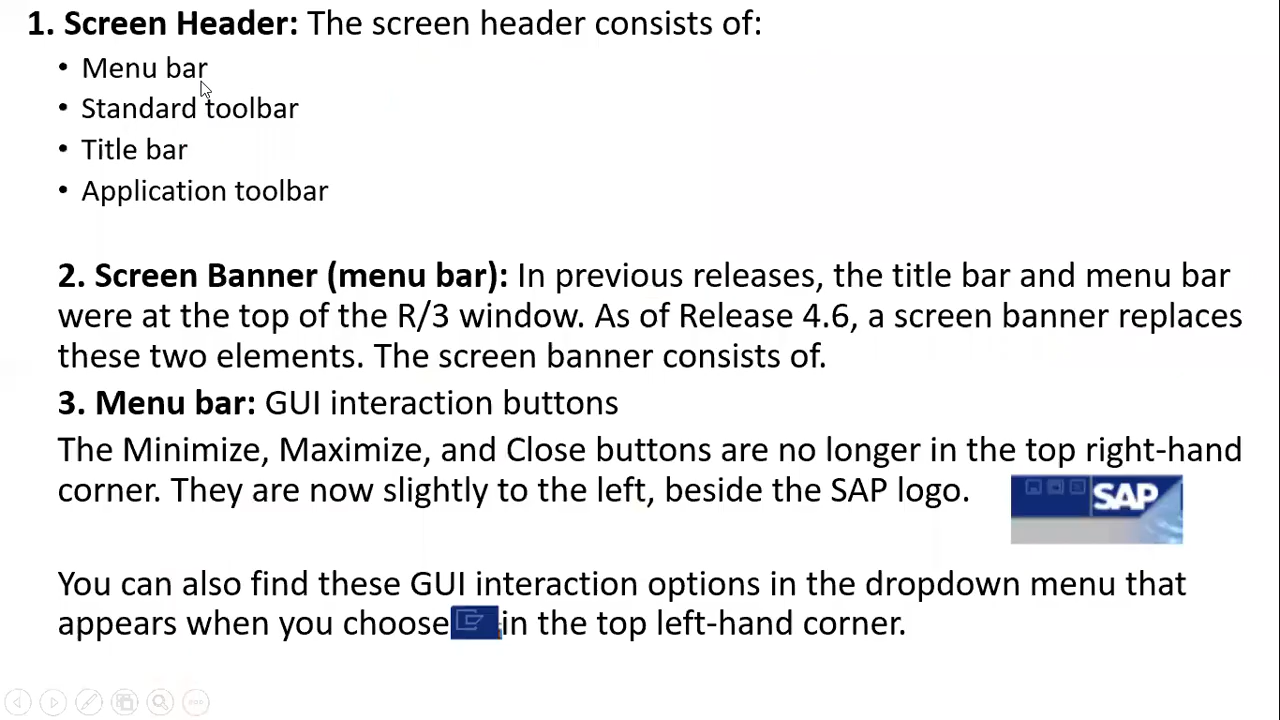 1. Screen Header: The screen header consists of:
• Menu bar
• Standard toolbar
• Title bar
• Application toolbar
2. Screen Banner (menu bar): In previous releases, the title bar and menu bar
were at the top of the R/3 window. As of Release 4.6, a screen banner replaces
these two elements. The screen banner consists of.
3. Menu bar: GUI interaction buttons
The Minimize, Maximize, and Close buttons are no longer in the top right-hand
corner. They are now slightly to the left, beside the SAP logo.
SAP
You can also find these GUI interaction options in the dropdown menu that
appears when you choose in the top left-hand corner.